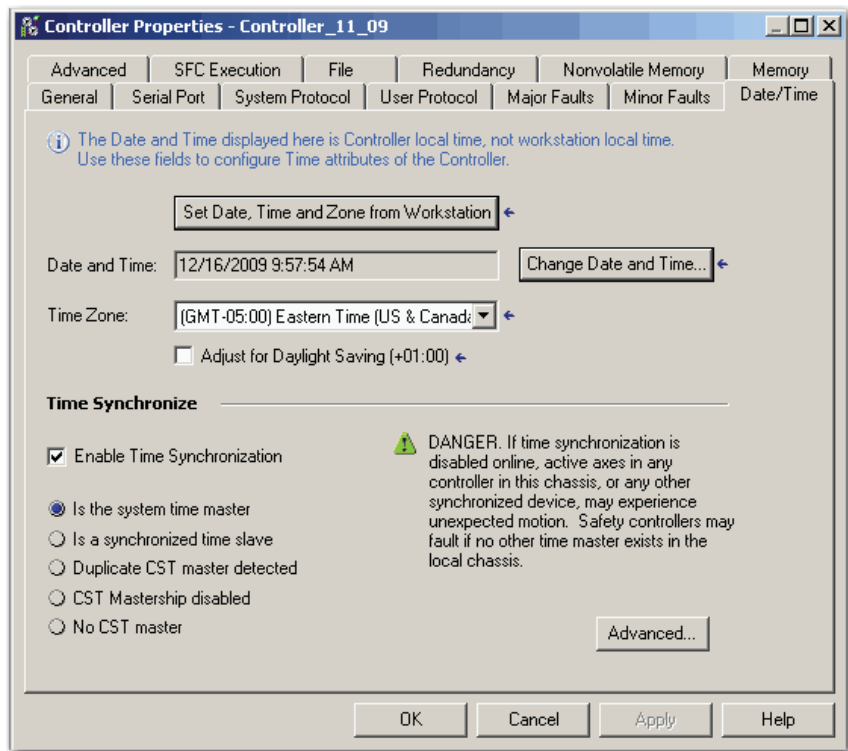 Controller Properties - Controller_11_09
Advanced SFC Execution File Redundancy Nonvolatile Memory Memory
General Serial Port System Protocol User Protocol Major Faults Minor Faults Date/Time
The Date and Time displayed here is Controller local time, not workstation local time.
Use these fields to configure Time attributes of the Controller.
Set Date, Time and Zone from Workstation
Date and Time: 12/16/2009 9:57:54 AM Change Date and Time...
Time Zone: (GMT-05:00) Eastern Time (US & Canada
Adjust for Daylight Saving (+01:00)
Time Synchronize
Enable Time Synchronization
Is the system time master
Is a synchronized time slave
Duplicate CST master detected
CST Mastership disabled
No CST master
DANGER. If time synchronization is
disabled online, active axes in any
controller in this chassis, or any other
synchronized device, may experience
unexpected motion. Safety controllers may
fault if no other time master exists in the
local chassis.
Advanced...
OK Cancel Apply Help